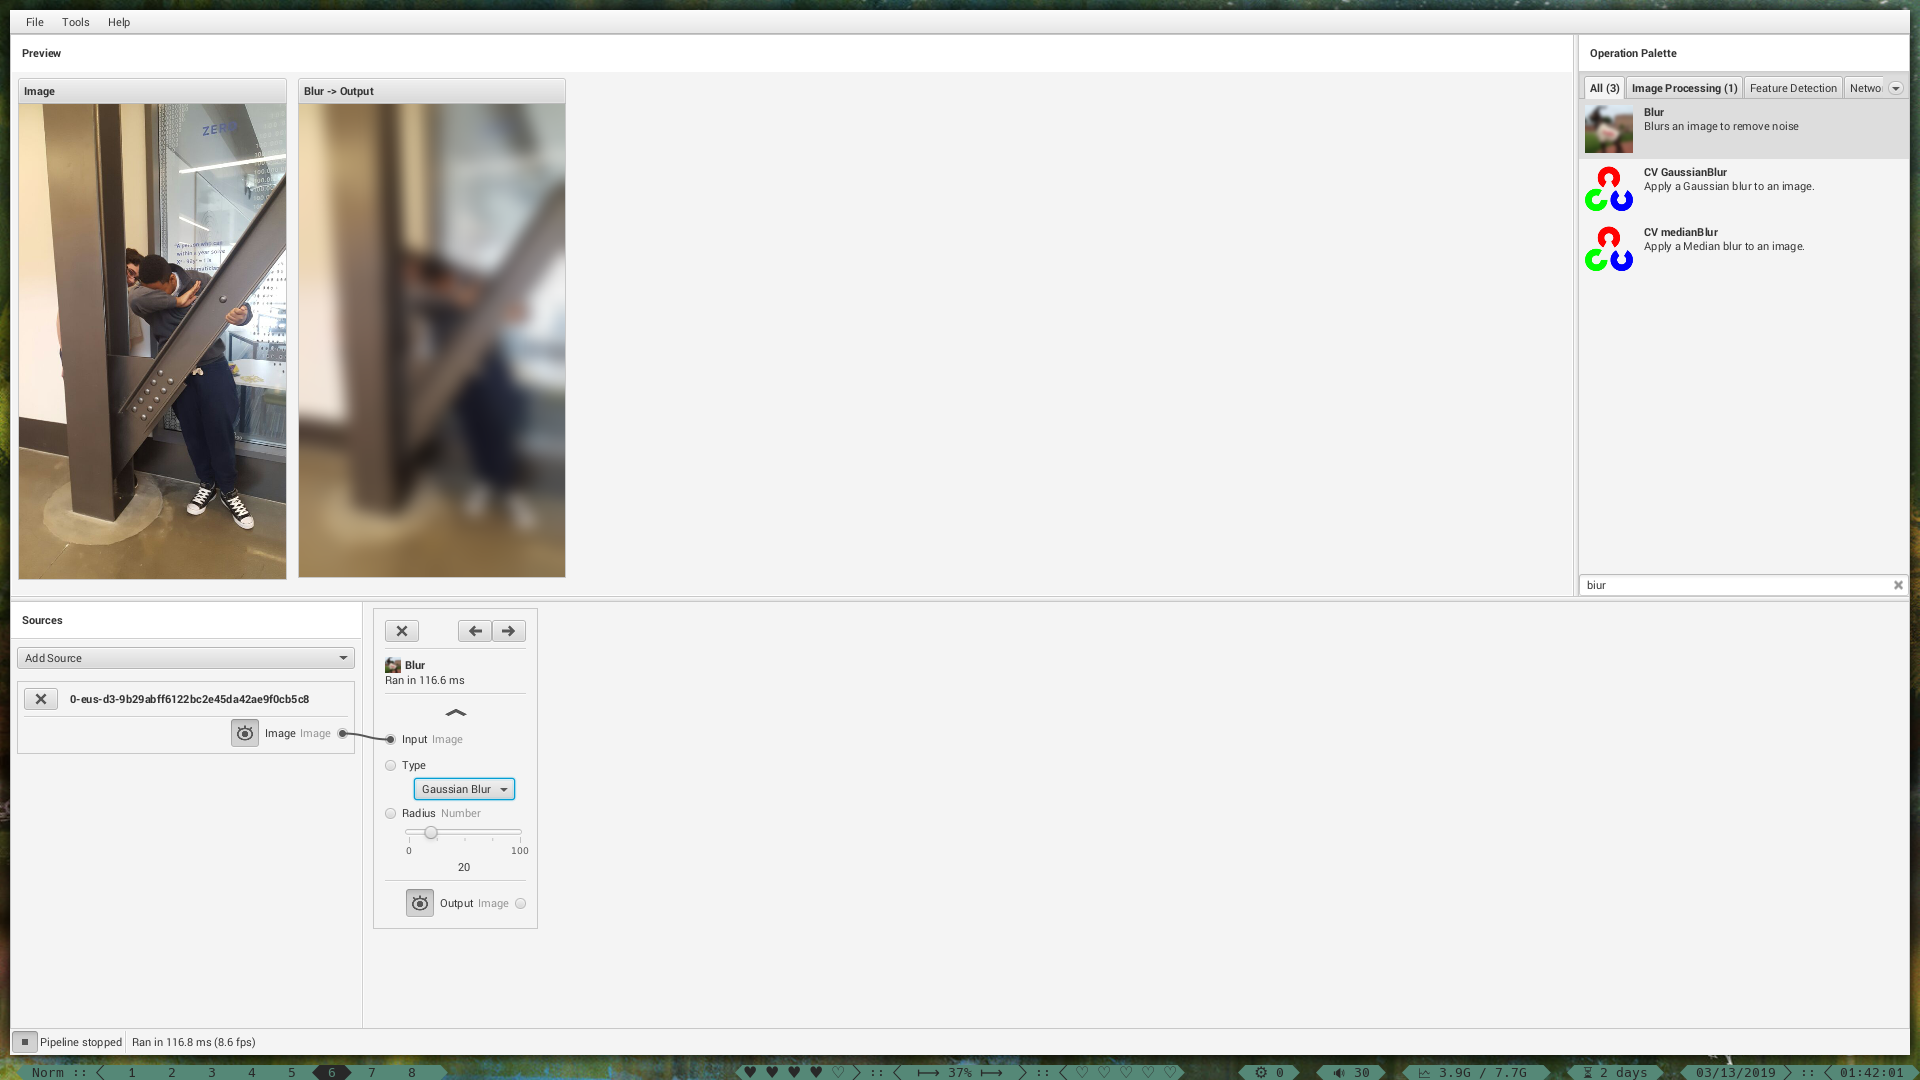 File Tools Help
Preview
Image
Blur -> Output
ZER
Operation Palette
All (3) Image Processing (1) Feature Detection Netwo
Blur
Blurs an image to remove noise
CV GaussianBlur
Apply a Gaussian blur to an image.
CV medianBlur
Apply a Median blur to an image.
blur
Sources
Add Source
0-eus-d3-9b29abff6122bc2e45da42ae9f0cb5c8
Image Image
Blur
Ran in 116.6 ms
Input Image
Type
Gaussian Blur
Radius Number
0 100
20
Output Image
Pipeline stopped Ran in 116.8 ms (8.6 fps)
Norm :: 1 2 3 4 5 6 7 8 :: 37% :: 0 30 3.9G / 7.7G 2 days 03/13/2019 :: 01:42:01